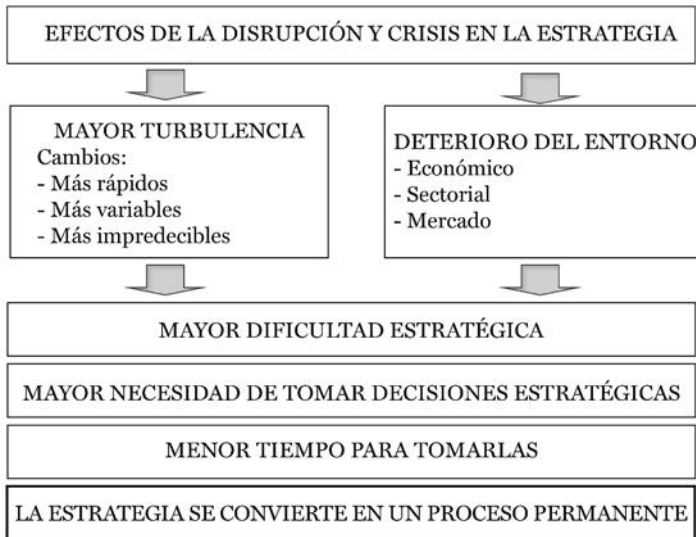 EFECTOS DE LA DISRUPCIÓN Y CRISIS EN LA ESTRATEGIA
MAYOR TURBULENCIA
Cambios:
- Más rápidos
- Más variables
- Más impredecibles
DETERIORO DEL ENTORNO
- Económico
- Sectorial
- Mercado
MAYOR DIFICULTAD ESTRATÉGICA
MAYOR NECESIDAD DE TOMAR DECISIONES ESTRATÉGICAS
MENOR TIEMPO PARA TOMARLAS
LA ESTRATEGIA SE CONVIERTE EN UN PROCESO PERMANENTE